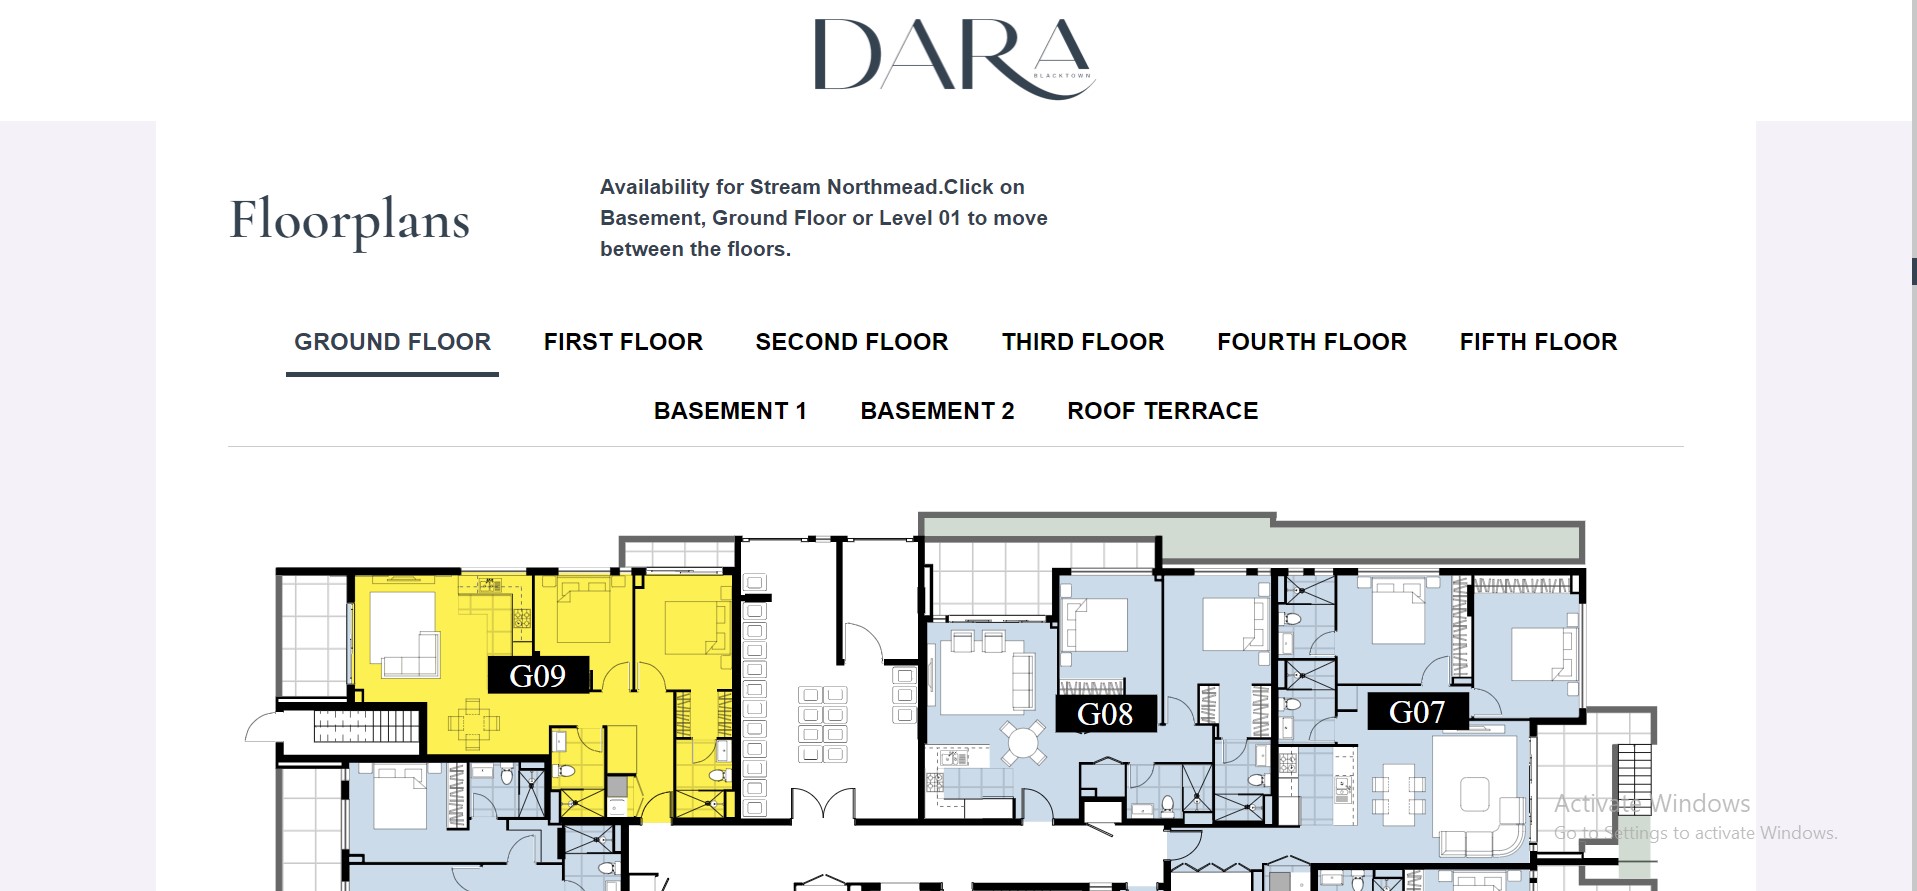 DARA
BLACKTOWN
Floorplans
Availability for Stream Northmead.Click on
Basement, Ground Floor or Level 01 to move
between the floors.
GROUND FLOOR FIRST FLOOR SECOND FLOOR THIRD FLOOR FOURTH FLOOR FIFTH FLOOR
BASEMENT 1 BASEMENT 2 ROOF TERRACE
G09
G08
G07
Activate Windows
Go to Settings to activate Windows.